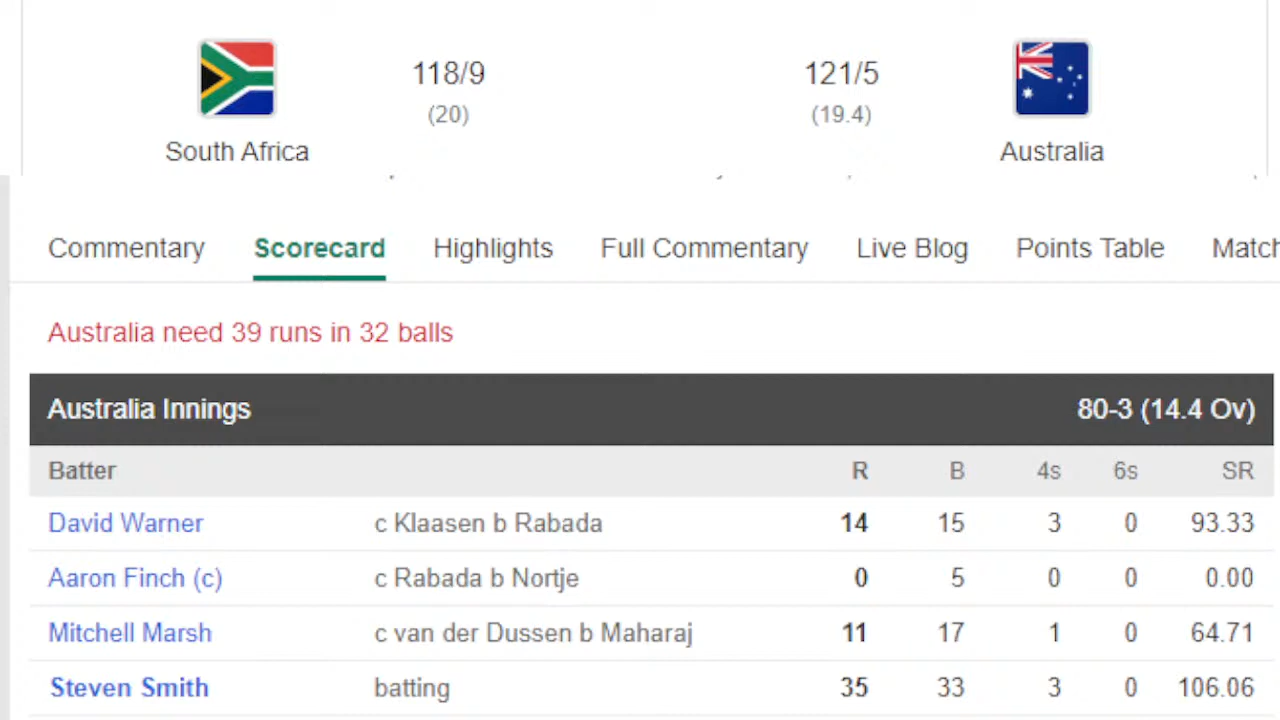 118/9 121/5
(20) (19.4)
South Africa Australia
Commentary Scorecard Highlights Full Commentary Live Blog Points Table Match
Australia need 39 runs in 32 balls
Australia Innings 80-3 (14.4 Ov)
Batter R B 4s 6s SR
David Warner c Klaasen b Rabada 14 15 3 0 93.33
Aaron Finch (c) c Rabada b Nortje 0 5 0 0 0.00
Mitchell Marsh c van der Dussen b Maharaj 11 17 1 0 64.71
Steven Smith batting 35 33 3 0 106.06